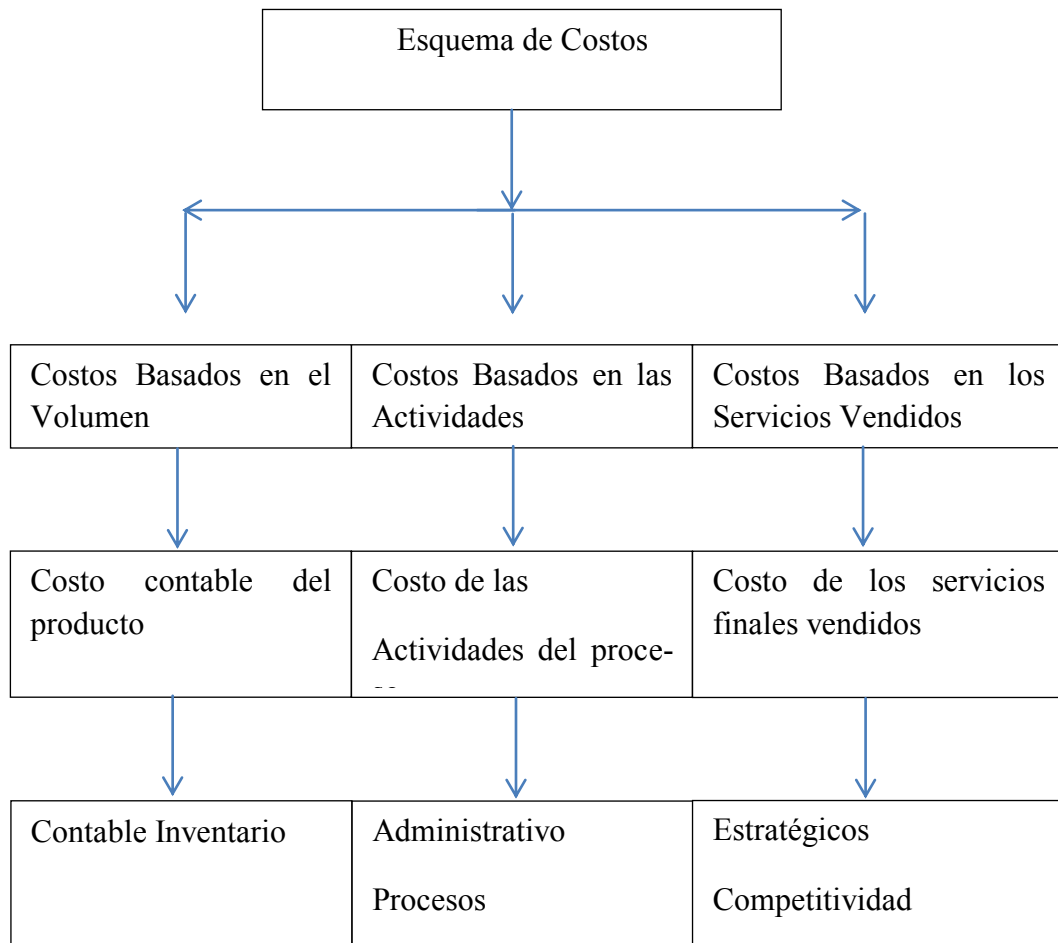 Esquema de Costos
Costos Basados en el
Volumen
Costos Basados en las
Actividades
Costos Basados en los
Servicios Vendidos
Costo contable del
producto
Costo de las
Actividades del proce-
Costo de los servicios
finales vendidos
Contable Inventario
Administrativo
Procesos
Estratégicos
Competitividad